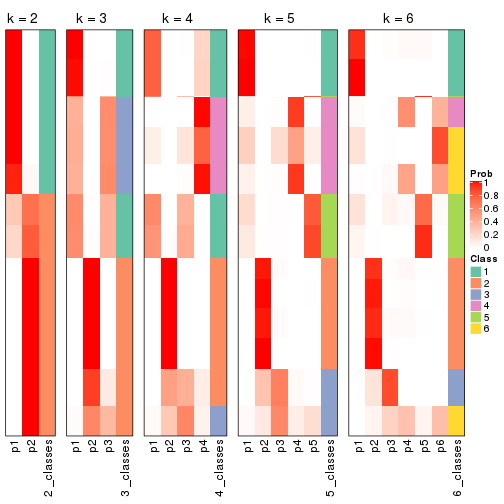 k = 2
k = 3
k = 4
k = 5
k = 6
Prob
1
0.8
0.6
0.4
0.2
0
Class
1
2
3
4
5
6
p1
p2
2_classes
p1
p2
p3
3_classes
p1
p2
p3
p4
4_classes
p1
p2
p3
p4
p5
5_classes
p1
p2
p3
p4
p5
p6
6_classes